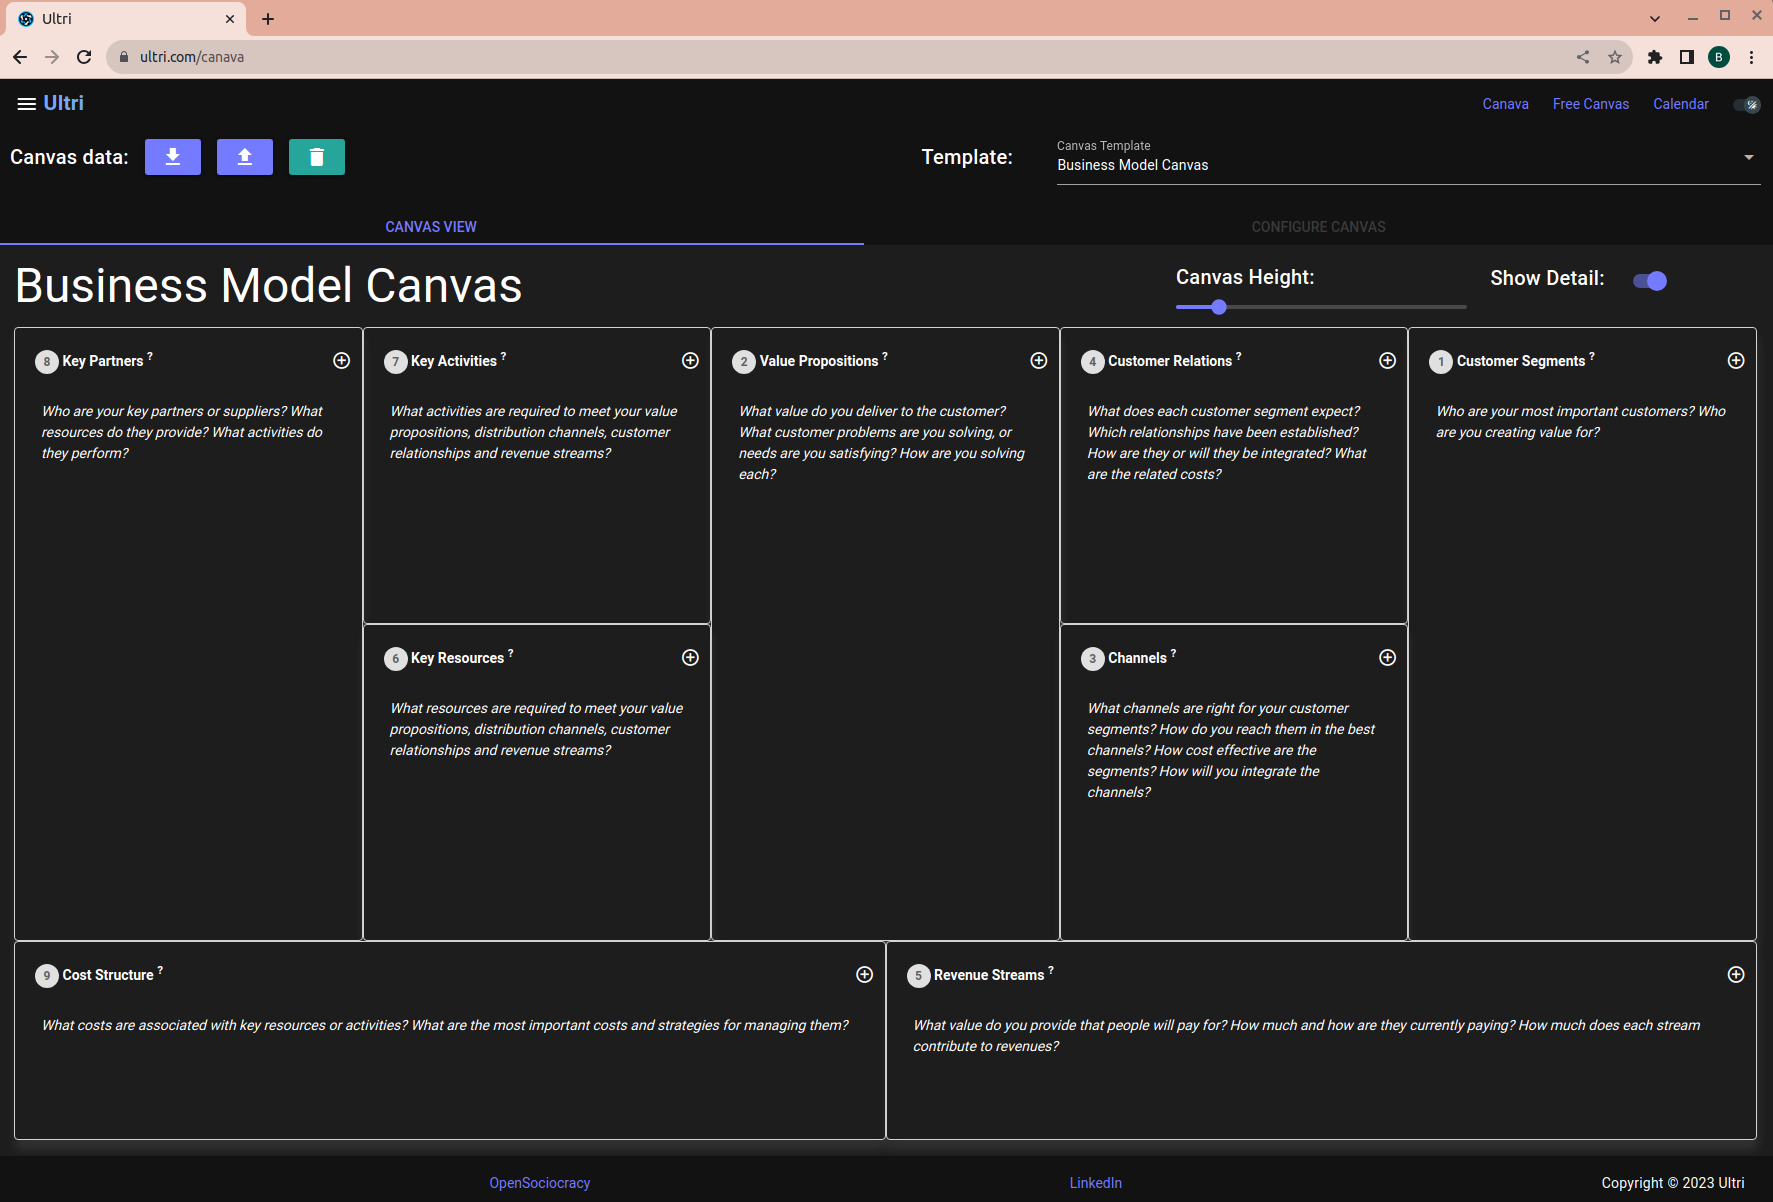 Ultri
ultri.com/canava
B
Ultri
Canava
Free Canvas
Calendar
Canvas data:
Template:
Canvas Template
Business Model Canvas
CANVAS VIEW
CONFIGURE CANVAS
Business Model Canvas
Canvas Height:
Show Detail:
8 Key Partners ?
Who are your key partners or suppliers? What
resources do they provide? What activities do
they perform?
7 Key Activities ?
What activities are required to meet your value
propositions, distribution channels, customer
relationships and revenue streams?
6 Key Resources ?
What resources are required to meet your value
propositions, distribution channels, customer
relationships and revenue streams?
2 Value Propositions ?
What value do you deliver to the customer?
What customer problems are you solving, or
needs are you satisfying? How are you solving
each?
4 Customer Relations ?
What does each customer segment expect?
Which relationships have been established?
How are they or will they be integrated? What
are the related costs?
3 Channels ?
What channels are right for your customer
segments? How do you reach them in the best
channels? How cost effective are the
segments? How will you integrate the
channels?
1 Customer Segments ?
Who are your most important customers? Who
are you creating value for?
9 Cost Structure ?
What costs are associated with key resources or activities? What are the most important costs and strategies for managing them?
5 Revenue Streams ?
What value do you provide that people will pay for? How much and how are they currently paying? How much does each stream
contribute to revenues?
OpenSociocracy
LinkedIn
Copyright © 2023 Ultri